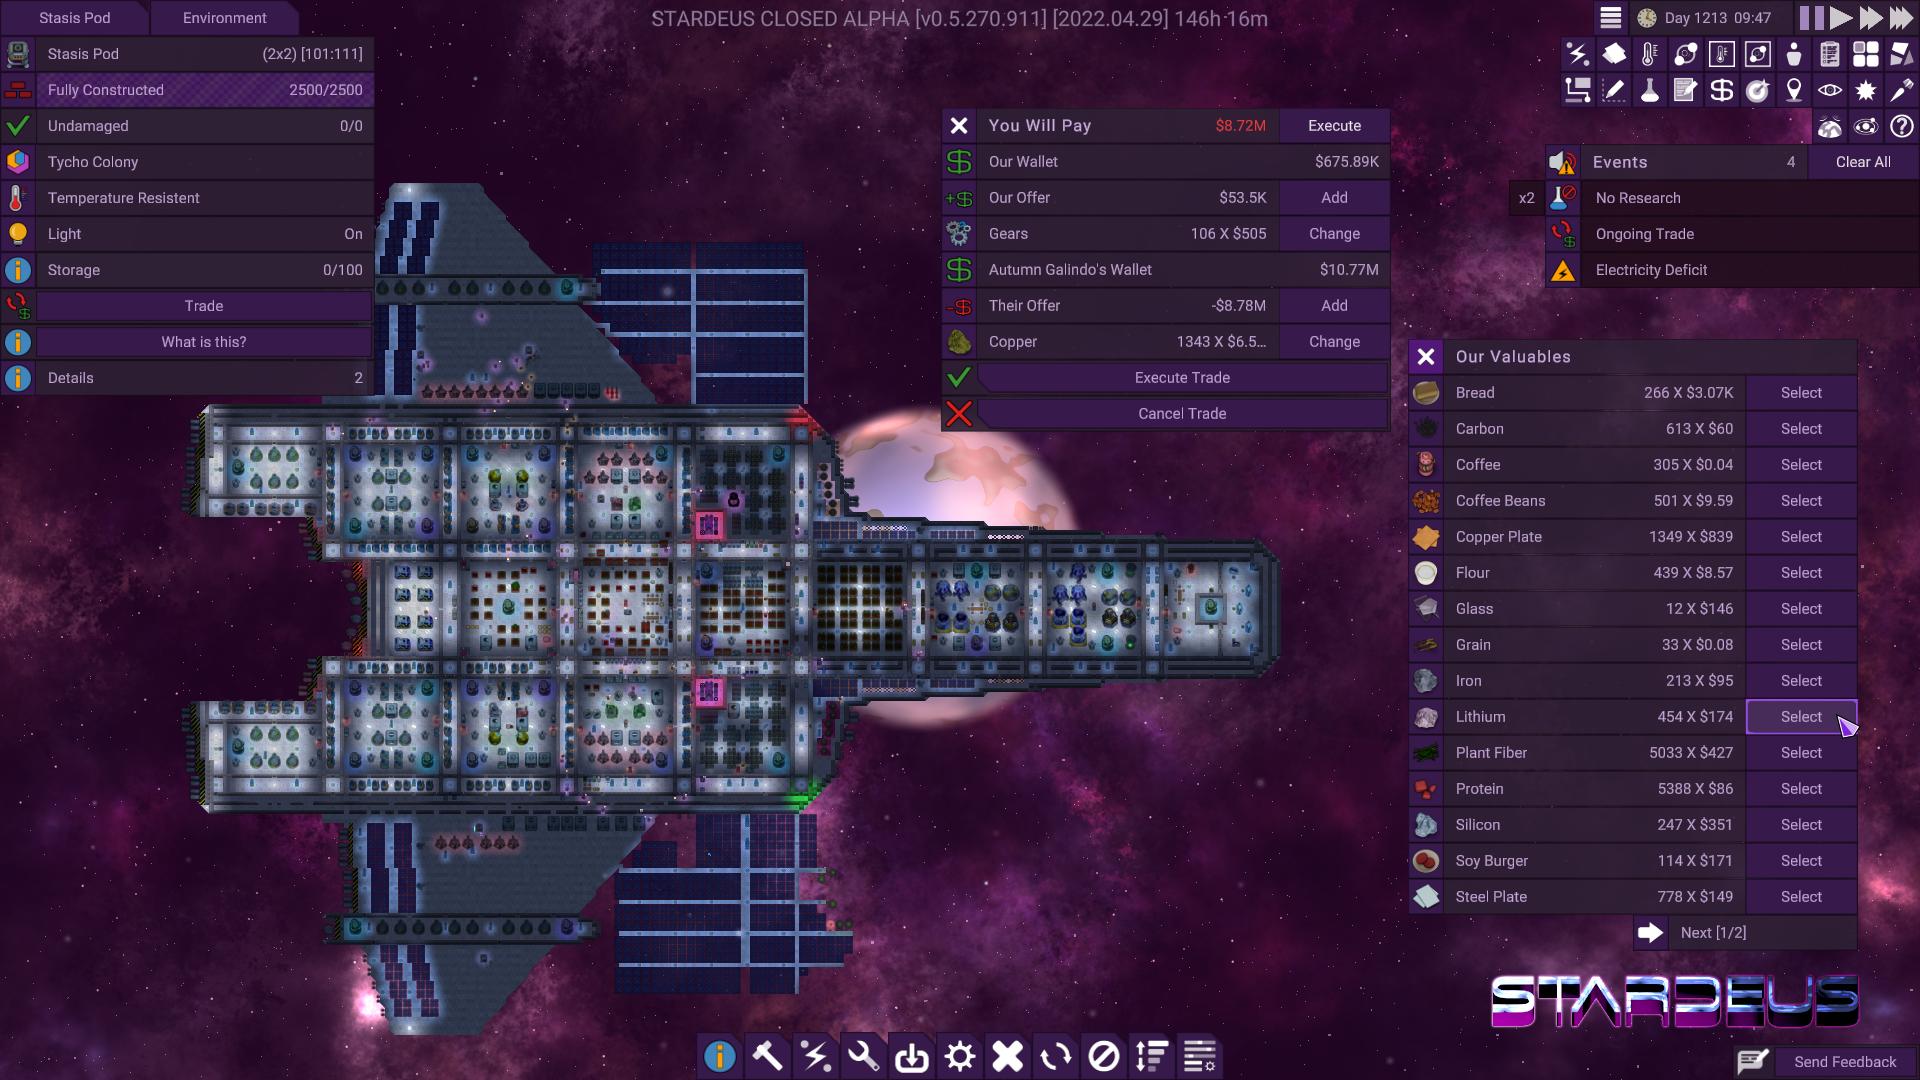 Stasis Pod
Environment
STARDEUS CLOSED ALPHA [v0.5.270.911] [2022.04.29] 146h 16m
Day 1213 09:47
Stasis Pod (2x2) [101:111]
Fully Constructed 2500/2500
Undamaged 0/0
Tycho Colony
Temperature Resistent
Light On
Storage 0/100
Trade
What is this?
Details 2
You Will Pay $8.72M Execute
Our Wallet $675.89K
Our Offer $53.5K Add
Gears 106 X $505 Change
Autumn Galindo's Wallet $10.77M
Their Offer -$8.78M Add
Copper 1343 X $6.5... Change
Execute Trade
Cancel Trade
Events 4 Clear All
x2 No Research
Ongoing Trade
Electricity Deficit
Our Valuables
Bread 266 X $3.07K Select
Carbon 613 X $60 Select
Coffee 305 X $0.04 Select
Coffee Beans 501 X $9.59 Select
Copper Plate 1349 X $839 Select
Flour 439 X $8.57 Select
Glass 12 X $146 Select
Grain 33 X $0.08 Select
Iron 213 X $95 Select
Lithium 454 X $174 Select
Plant Fiber 5033 X $427 Select
Protein 5388 X $86 Select
Silicon 247 X $351 Select
Soy Burger 114 X $171 Select
Steel Plate 778 X $149 Select
Next [1/2]
STARDEUS
Send Feedback